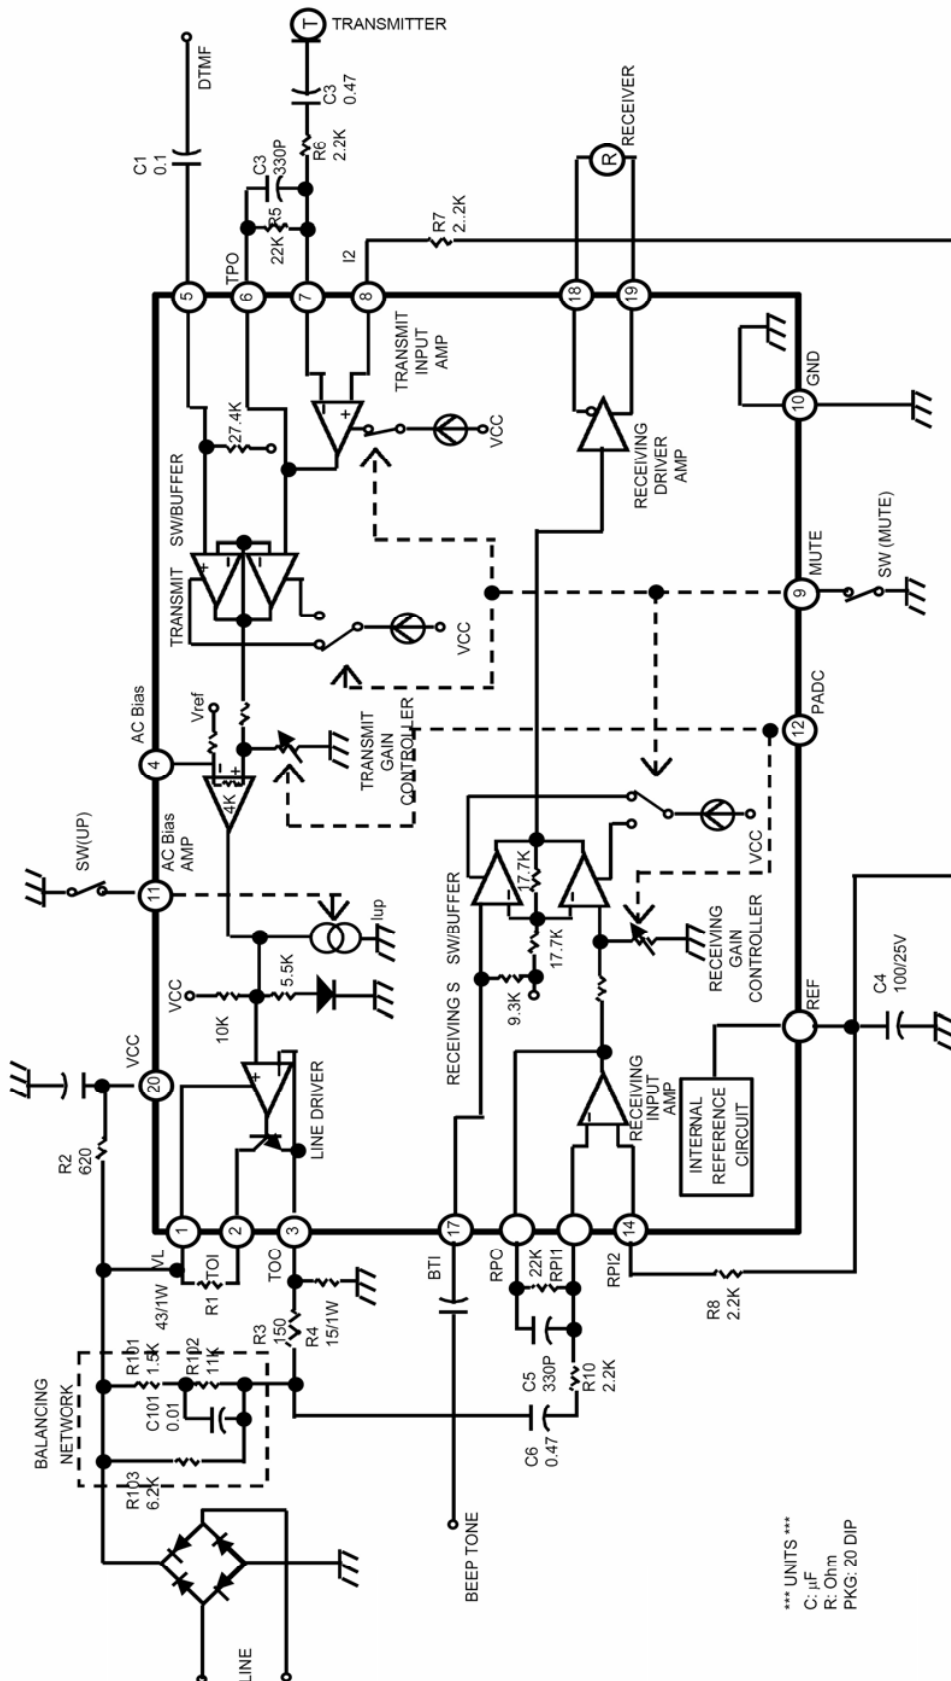 TRANSMITTER
T
DTMF
C1
0.1
C3
0.47
R6
2.2K
C3
330P
R5
22K
TPO
I2
R7
2..2K
RECEIVER
R
5
6
7
8
18
19
TRANSMIT
INPUT
AMP
27.4K
SW/BUFFER
TRANSMIT
VCC
VCC
RECEIVING
DRIVER
AMP
10
GND
MUTE
9
SW (MUTE)
AC Bias
4
Vref
4K
TRANSMIT
GAIN
CONTROLLER
12
PADC
SW(UP)
11
AC Bias
AMP
Iup
VCC
5.5K
10K
VCC
20
R2
620
LINE DRIVER
RECEIVING S SW/BUFFER
17.7K
17.7K
9.3K
VCC
RECEIVING
GAIN
CONTROLLER
REF
C4
100/25V
RECEIVING
INPUT
AMP
INTERNAL
REFERENCE
CIRCUIT
1
2
3
17
14
VL
TOI
TOO
BTI
RPO
RPI1
RPI2
43/1W
R1
R3
150
R4
15/1W
22K
C5
330P
R10
2.2K
R8
2.2K
C6
0.47
BALANCING
NETWORK
R101
1.5K
R102
11K
C101
0.01
R103
6.2K
BEEP TONE
LINE
*** UNITS ***
C: µF
R: Ohm
PKG: 20 DIP